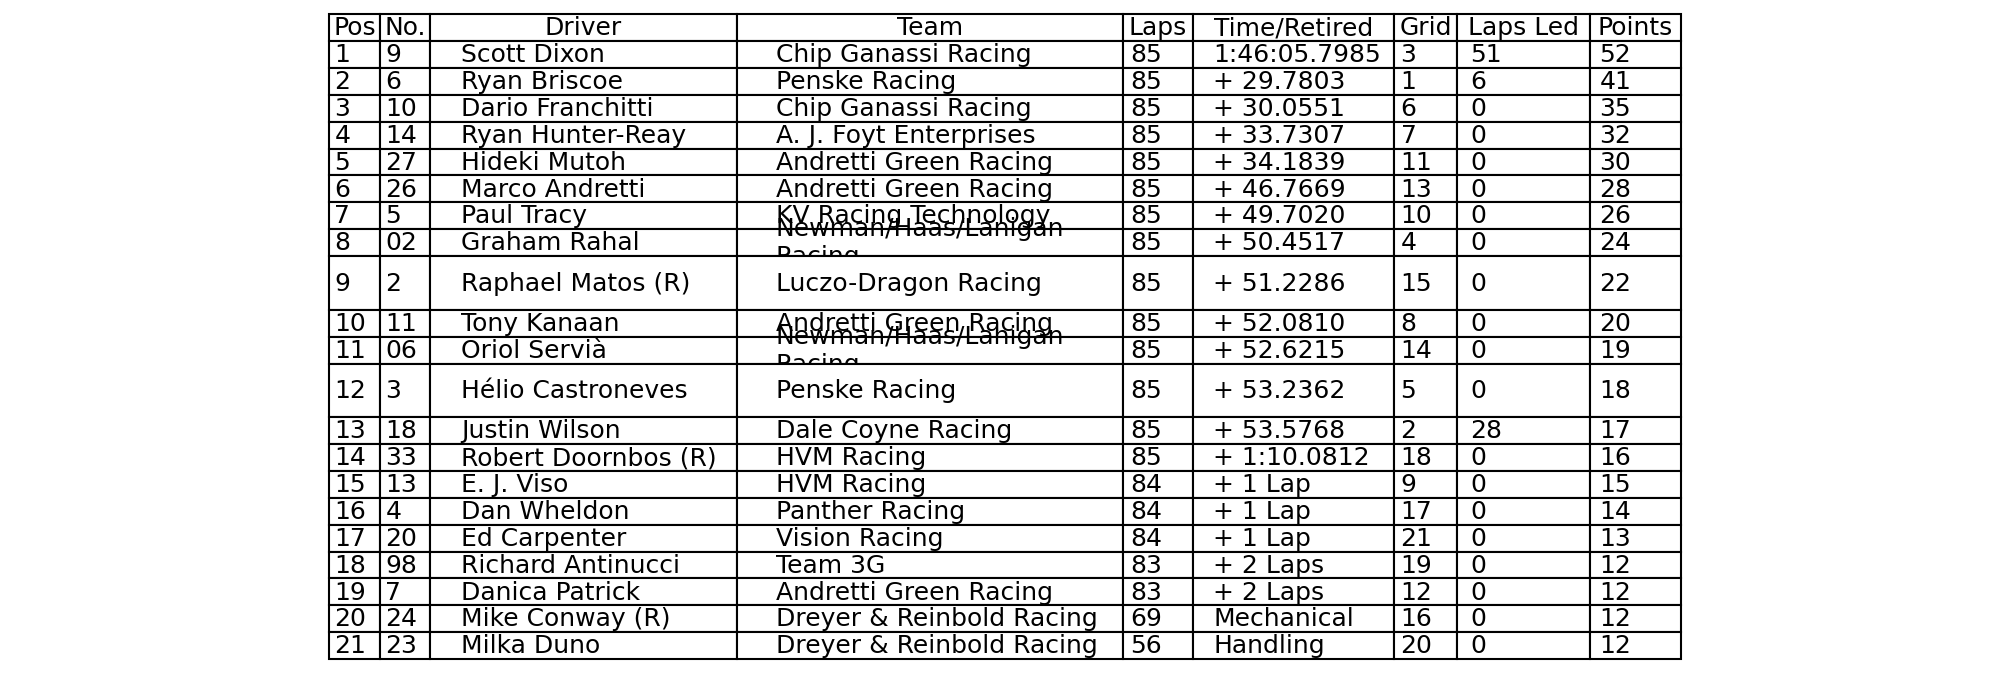 Pos No. Driver Team Laps Time/Retired Grid Laps Led Points
1 9 Scott Dixon Chip Ganassi Racing 85 1:46:05.7985 3 51 52
2 6 Ryan Briscoe Penske Racing 85 + 29.7803 1 6 41
3 10 Dario Franchitti Chip Ganassi Racing 85 + 30.0551 6 0 35
4 14 Ryan Hunter-Reay A. J. Foyt Enterprises 85 + 33.7307 7 0 32
5 27 Hideki Mutoh Andretti Green Racing 85 + 34.1839 11 0 30
6 26 Marco Andretti Andretti Green Racing 85 + 46.7669 13 0 28
7 5 Paul Tracy KV Racing Technology 85 + 49.7020 10 0 26
8 02 Graham Rahal Newman/Haas/Lanigan Racing 85 + 50.4517 4 0 24
9 2 Raphael Matos (R) Luczo-Dragon Racing 85 + 51.2286 15 0 22
10 11 Tony Kanaan Andretti Green Racing 85 + 52.0810 8 0 20
11 06 Oriol Servià Newman/Haas/Lanigan Racing 85 + 52.6215 14 0 19
12 3 Hélio Castroneves Penske Racing 85 + 53.2362 5 0 18
13 18 Justin Wilson Dale Coyne Racing 85 + 53.5768 2 28 17
14 33 Robert Doornbos (R) HVM Racing 85 + 1:10.0812 18 0 16
15 13 E. J. Viso HVM Racing 84 + 1 Lap 9 0 15
16 4 Dan Wheldon Panther Racing 84 + 1 Lap 17 0 14
17 20 Ed Carpenter Vision Racing 84 + 1 Lap 21 0 13
18 98 Richard Antinucci Team 3G 83 + 2 Laps 19 0 12
19 7 Danica Patrick Andretti Green Racing 83 + 2 Laps 12 0 12
20 24 Mike Conway (R) Dreyer & Reinbold Racing 69 Mechanical 16 0 12
21 23 Milka Duno Dreyer & Reinbold Racing 56 Handling 20 0 12